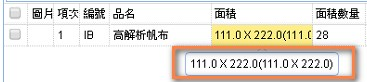 圖片 項次 編號 品名 面積 面積數量
1 IB 高解析帆布 111.0 X 222.0(111.0 28
111.0 X 222.0(111.0 X 222.0)